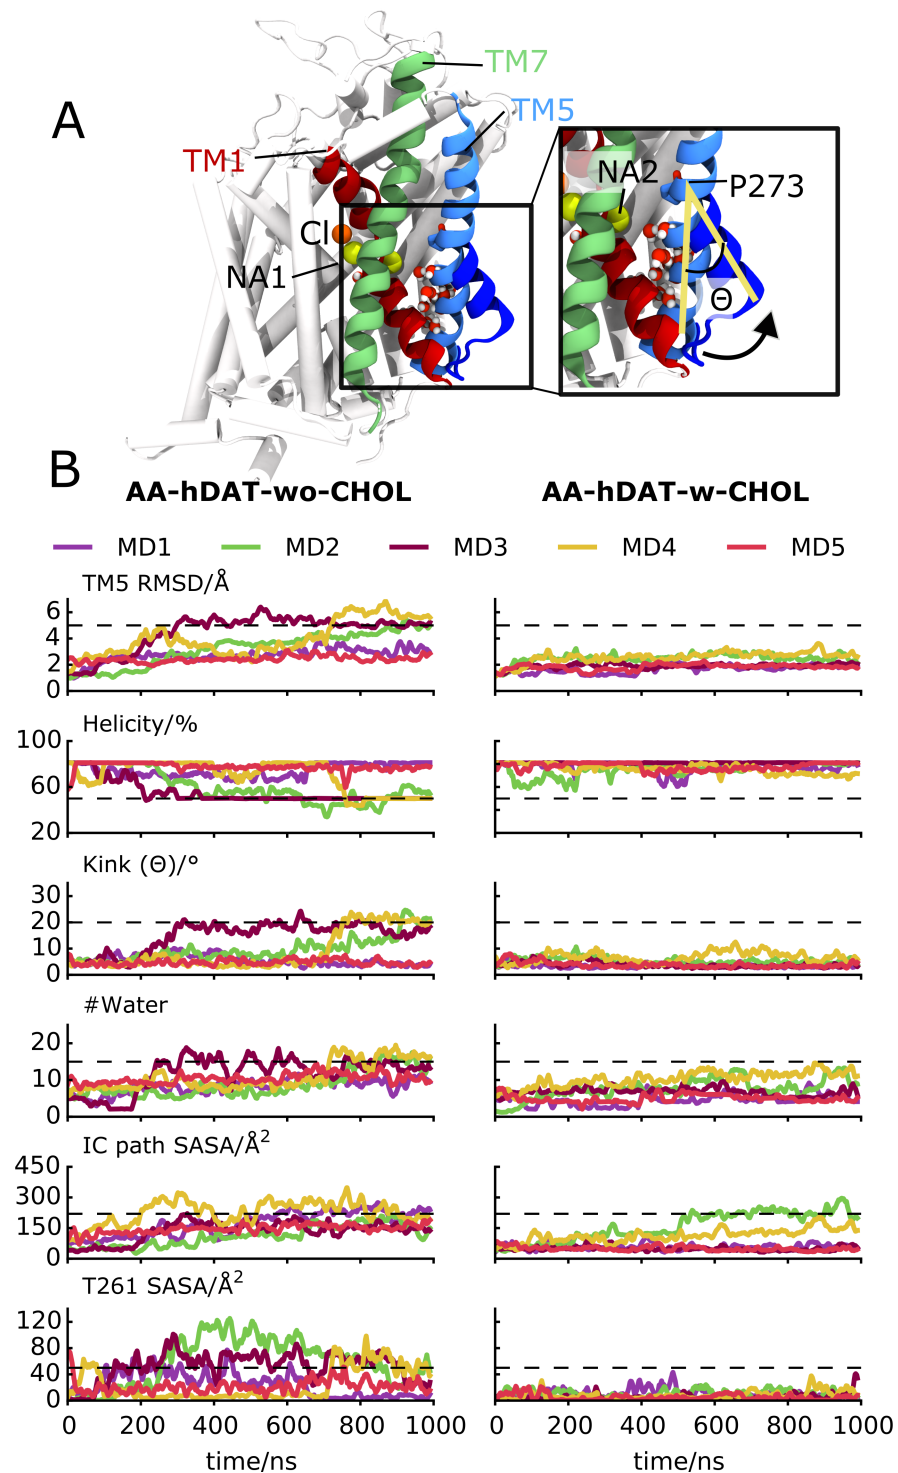 A
TM7
TM5
TM1
Cl
NA1
NA2
P273
Θ
B
AA-hDAT-wo-CHOL AA-hDAT-w-CHOL
MD1 MD2 MD3 MD4 MD5
TM5 RMSD/Å
6
4
2
0
Helicity/%
100
60
20
Kink (Θ)/°
30
20
10
0
#Water
20
10
0
IC path SASA/Å²
450
300
150
0
T261 SASA/Å²
120
80
40
0
0 200 400 600 800 1000 0 200 400 600 800 1000
time/ns time/ns